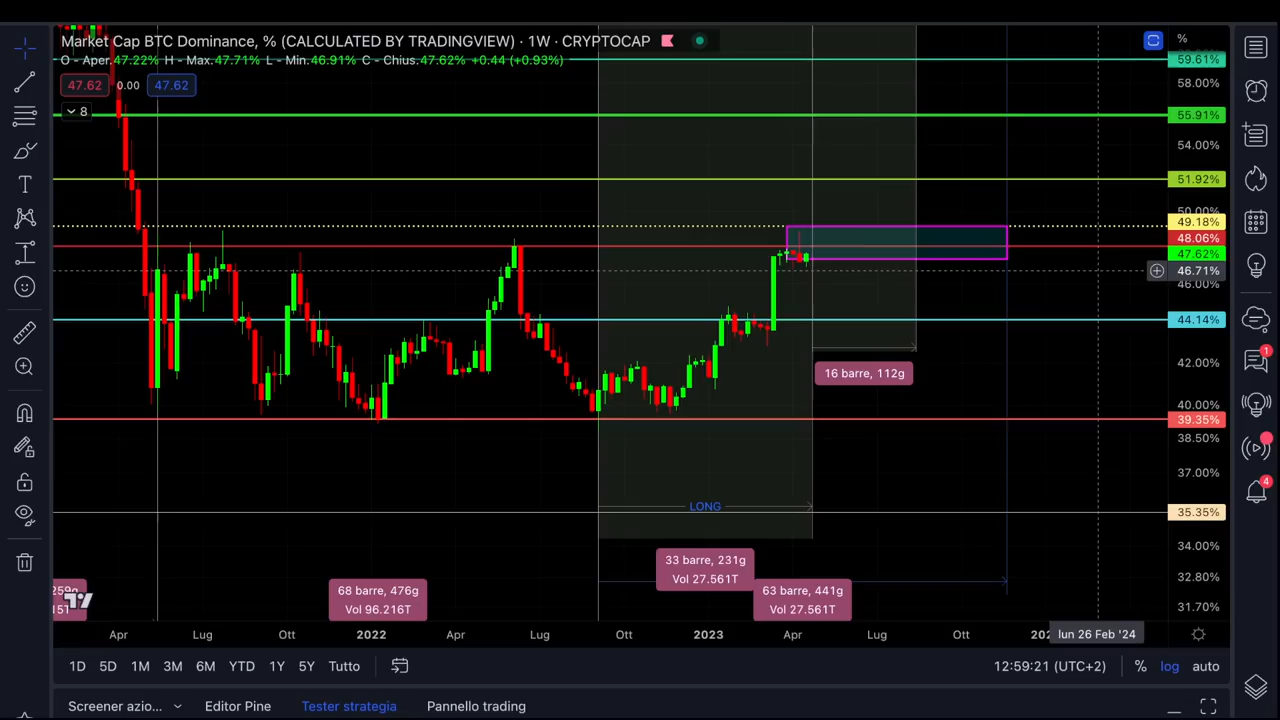 Market Cap BTC Dominance, % (CALCULATED BY TRADINGVIEW) · 1W · CRYPTOCAP
O - Aper.47.22% H - Max.47.71% L - Min.46.91% C - Chius.47.62% +0.44 (+0.93%)
47.62 0.00 47.62
8
%
59.61%
58.00%
55.91%
54.00%
51.92%
50.00%
49.18%
48.06%
47.62%
46.71%
46.00%
44.14%
42.00%
40.00%
39.35%
38.50%
37.00%
35.35%
34.00%
32.80%
31.70%
16 barre, 112g
LONG
33 barre, 231g
Vol 27.561T
63 barre, 441g
Vol 27.561T
68 barre, 476g
Vol 96.216T
259g
15T
Apr Lug Ott 2022 Apr Lug Ott 2023 Apr Lug Ott lun 26 Feb '24
1D 5D 1M 3M 6M YTD 1Y 5Y Tutto 12:59:21 (UTC+2) % log auto
Screener azio... Editor Pine Tester strategia Pannello trading
1
4